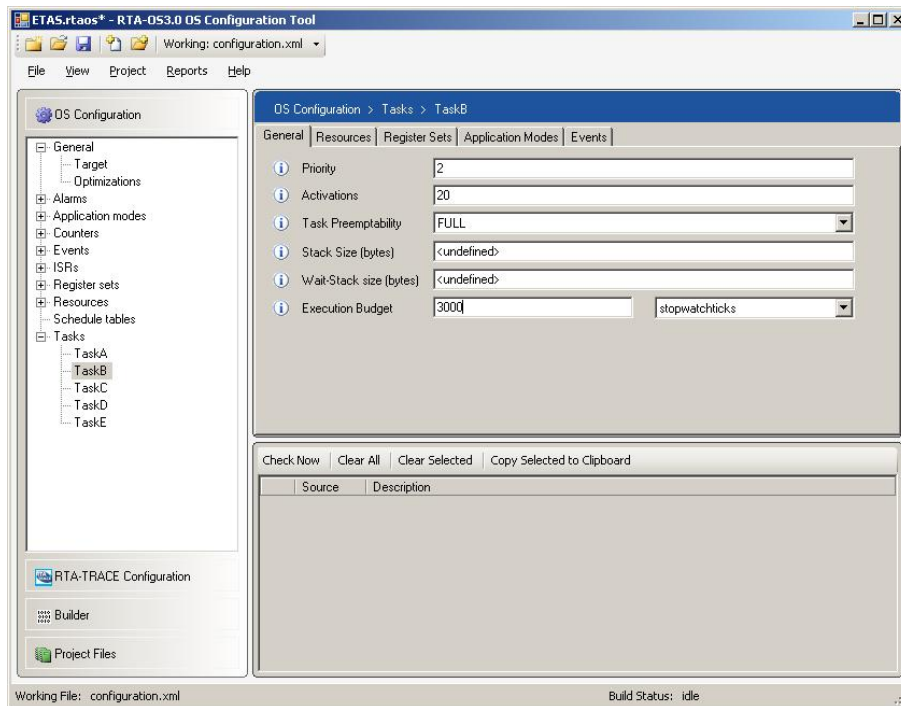 ETAS.rtaos* - RTA-OS3.0 OS Configuration Tool
Working: configuration.xml
File View Project Reports Help
OS Configuration
General
Target
Optimizations
Alarms
Application modes
Counters
Events
ISRs
Register sets
Resources
Schedule tables
Tasks
TaskA
TaskB
TaskC
TaskD
TaskE
RTA-TRACE Configuration
Builder
Project Files
OS Configuration > Tasks > TaskB
General Resources Register Sets Application Modes Events
Priority 2
Activations 20
Task Preemptability FULL
Stack Size (bytes) <undefined>
Wait-Stack size (bytes) <undefined>
Execution Budget 3000 stopwatchticks
Check Now Clear All Clear Selected Copy Selected to Clipboard
Source Description
Working File: configuration.xml Build Status: idle